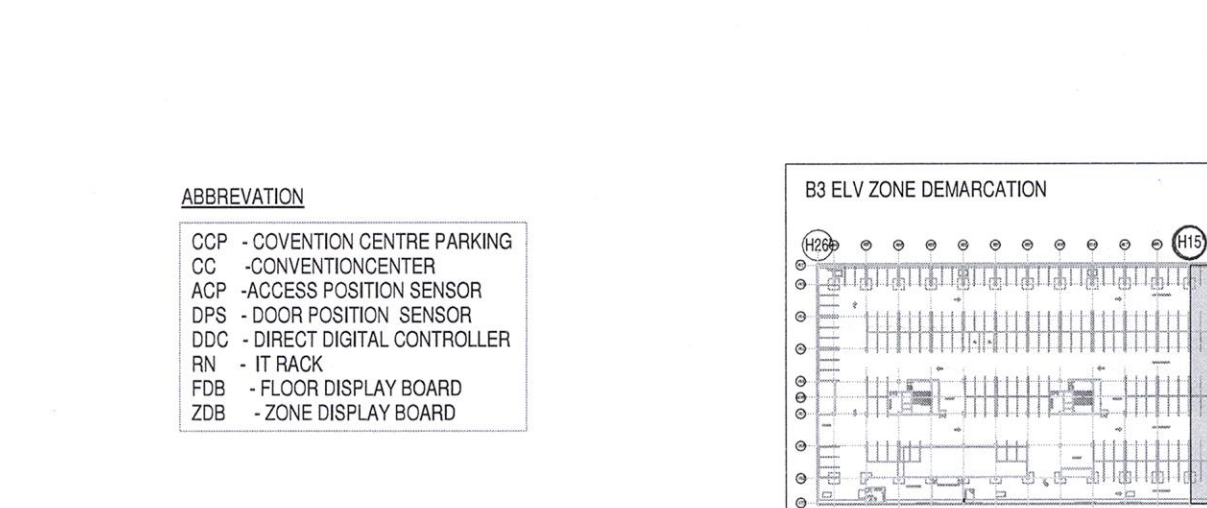 ABBREVATION
CCP - COVENTION CENTRE PARKING
CC -CONVENTIONCENTER
ACP -ACCESS POSITION SENSOR
DPS - DOOR POSITION SENSOR
DDC - DIRECT DIGITAL CONTROLLER
RN - IT RACK
FDB - FLOOR DISPLAY BOARD
ZDB - ZONE DISPLAY BOARD
B3 ELV ZONE DEMARCATION
H26
H15